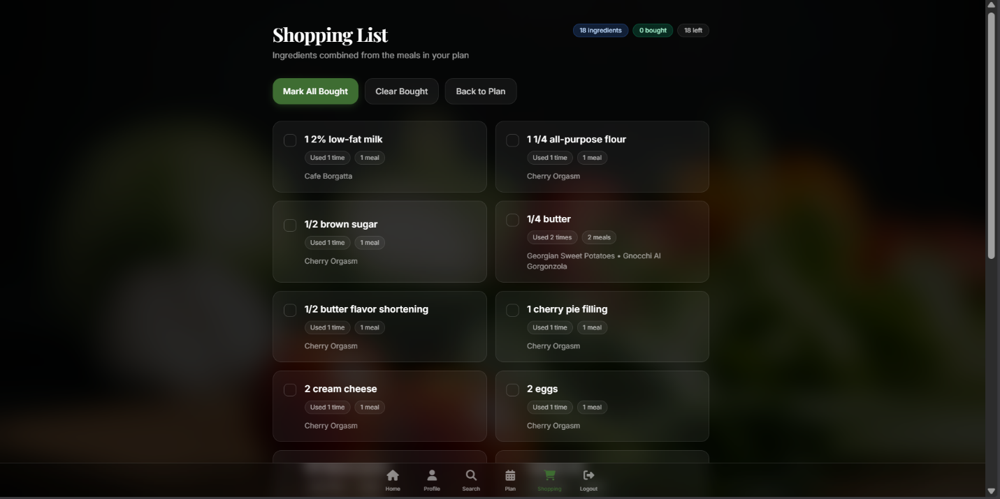 Shopping List
18 ingredients
0 bought
18 left
Ingredients combined from the meals in your plan
Mark All Bought
Clear Bought
Back to Plan
1 2% low-fat milk
Used 1 time
1 meal
Cafe Borgatta
1 1/4 all-purpose flour
Used 1 time
1 meal
Cherry Orgasm
1/2 brown sugar
Used 1 time
1 meal
Cherry Orgasm
1/4 butter
Used 2 times
2 meals
Georgian Sweet Potatoes • Gnocchi Al
Gorgonzola
1/2 butter flavor shortening
Used 1 time
1 meal
Cherry Orgasm
1 cherry pie filling
Used 1 time
1 meal
Cherry Orgasm
2 cream cheese
Used 1 time
1 meal
Cherry Orgasm
2 eggs
Used 1 time
1 meal
Cherry Orgasm
Home
Profile
Search
Plan
Shopping
Logout